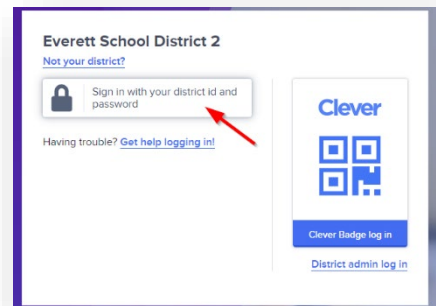 Everett School District 2
Not your district?
Sign in with your district id and
password
Having trouble? Get help logging in!
Clever
Clever Badge log in
District admin log in